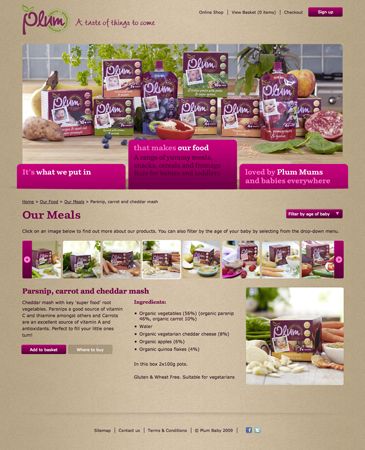 Plum A taste of things to come
Online Shop | View Basket (0 items) | Checkout
Sign up
It's what we put in
that makes our food
A range of yummy meals,
snacks, cereals and fromage
frais for babies and toddlers
loved by Plum Mums
and babies everywhere
Home > Our Food > Our Meals > Parsnip, carrot and cheddar mash
Our Meals
Filter by age of baby
Click on an image below to find out more about our products. You can also filter by the age of your baby by selecting from the drop-down menu.
Parsnip, carrot and cheddar mash
Cheddar mash with key 'super food' root
vegetables. Parsnips a good source of vitamin
C and thiamine amongst others and Carrots
are an excellent source of vitamin A and
antioxidants. Perfect to fill your little ones
tum!
Add to basket
Where to buy
Ingredients:
• Organic vegetables (56%) (organic parsnip
46%, organic carrot 10%)
• Water
• Organic vegetarian cheddar cheese (8%)
• Organic apples (6%)
• Organic quinoa flakes (4%)
In this box 2x100g pots.
Gluten & Wheat Free. Suitable for vegetarians
Sitemap | Contact us | Terms & Conditions | © Plum Baby 2009 |